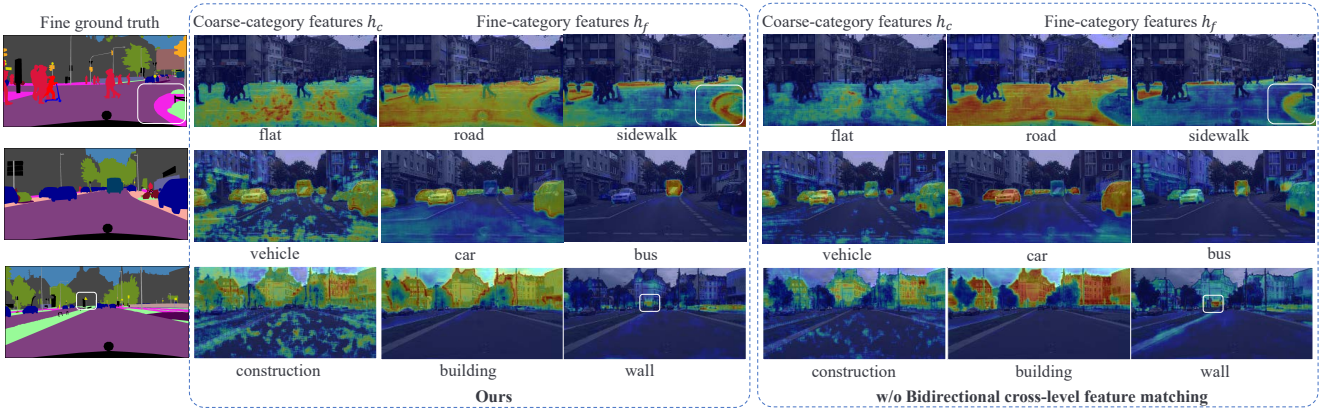 Fine ground truth
Coarse-category features h_c
Fine-category features h_f
Coarse-category features h_c
Fine-category features h_f
flat
road
sidewalk
flat
road
sidewalk
vehicle
car
bus
vehicle
car
bus
construction
building
wall
construction
building
wall
Ours
w/o Bidirectional cross-level feature matching